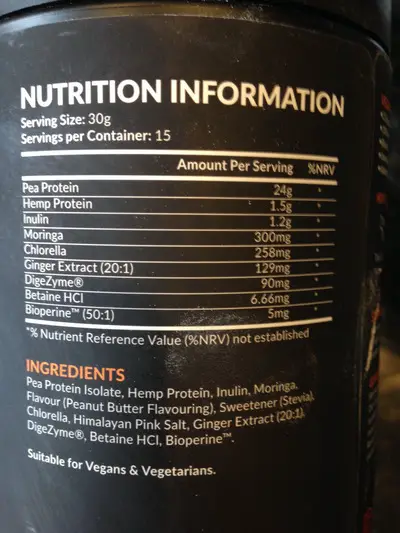 NUTRITION INFORMATION
Serving Size: 30g
Servings per Container: 15
Amount Per Serving %NRV
Pea Protein 24g *
Hemp Protein 1.5g *
Inulin 1.2g *
Moringa 300mg *
Chlorella 258mg *
Ginger Extract (20:1) 129mg *
DigeZyme® 90mg *
Betaine HCl 6.66mg *
Bioperine™ (50:1) 5mg *
*% Nutrient Reference Value (%NRV) not established
INGREDIENTS
Pea Protein Isolate, Hemp Protein, Inulin, Moringa,
Flavour (Peanut Butter Flavouring), Sweetener (Stevia),
Chlorella, Himalayan Pink Salt, Ginger Extract (20:1),
DigeZyme®, Betaine HCl, Bioperine™.
Suitable for Vegans & Vegetarians.